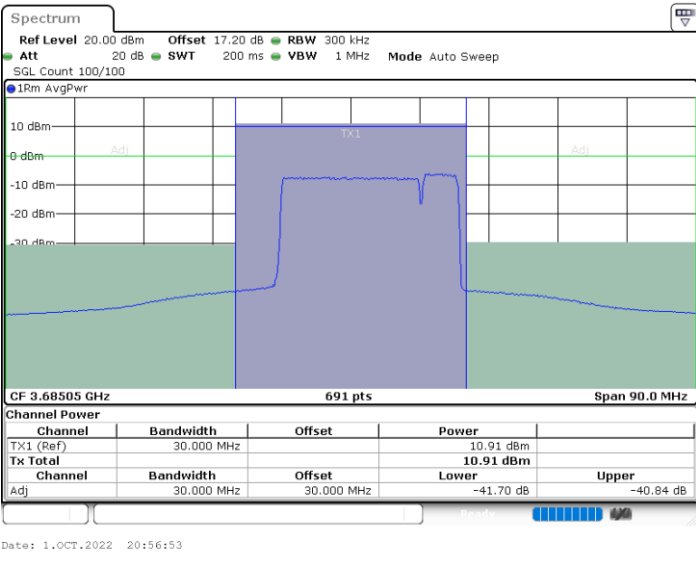 Spectrum
Ref Level 20.00 dBm Offset 17.20 dB RBW 300 kHz
Att 20 dB SWT 200 ms VBW 1 MHz Mode Auto Sweep
SGL Count 100/100
1Rm AvgPwr
10 dBm
TX1
Adj Adj
0 dBm
-10 dBm
-20 dBm
-30 dBm
CF 3.68505 GHz 691 pts Span 90.0 MHz
Channel Power
Channel Bandwidth Offset Power
TX1 (Ref) 30.000 MHz 10.91 dBm
Tx Total 10.91 dBm
Channel Bandwidth Offset Lower Upper
Adj 30.000 MHz 30.000 MHz -41.70 dB -40.84 dB
Ready
Date: 1.OCT.2022 20:56:53